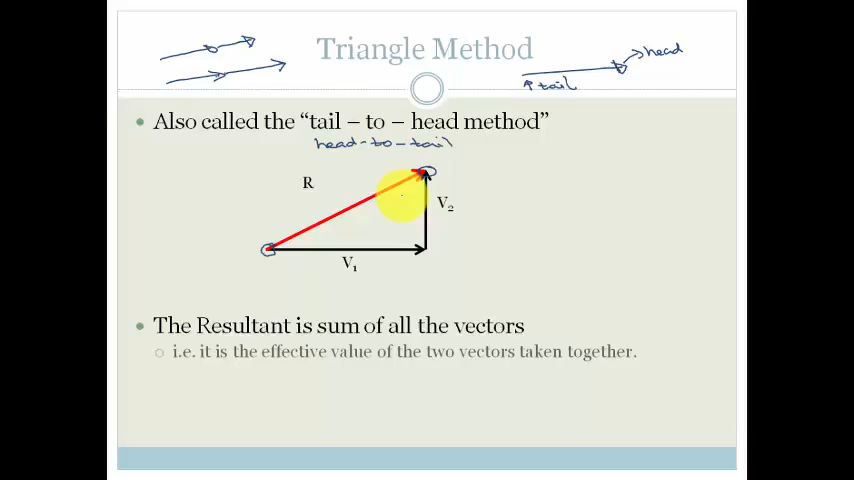 Triangle Method
head
tail
Also called the “tail – to – head method”
head-to-tail
R
V₂
V₁
The Resultant is sum of all the vectors
i.e. it is the effective value of the two vectors taken together.